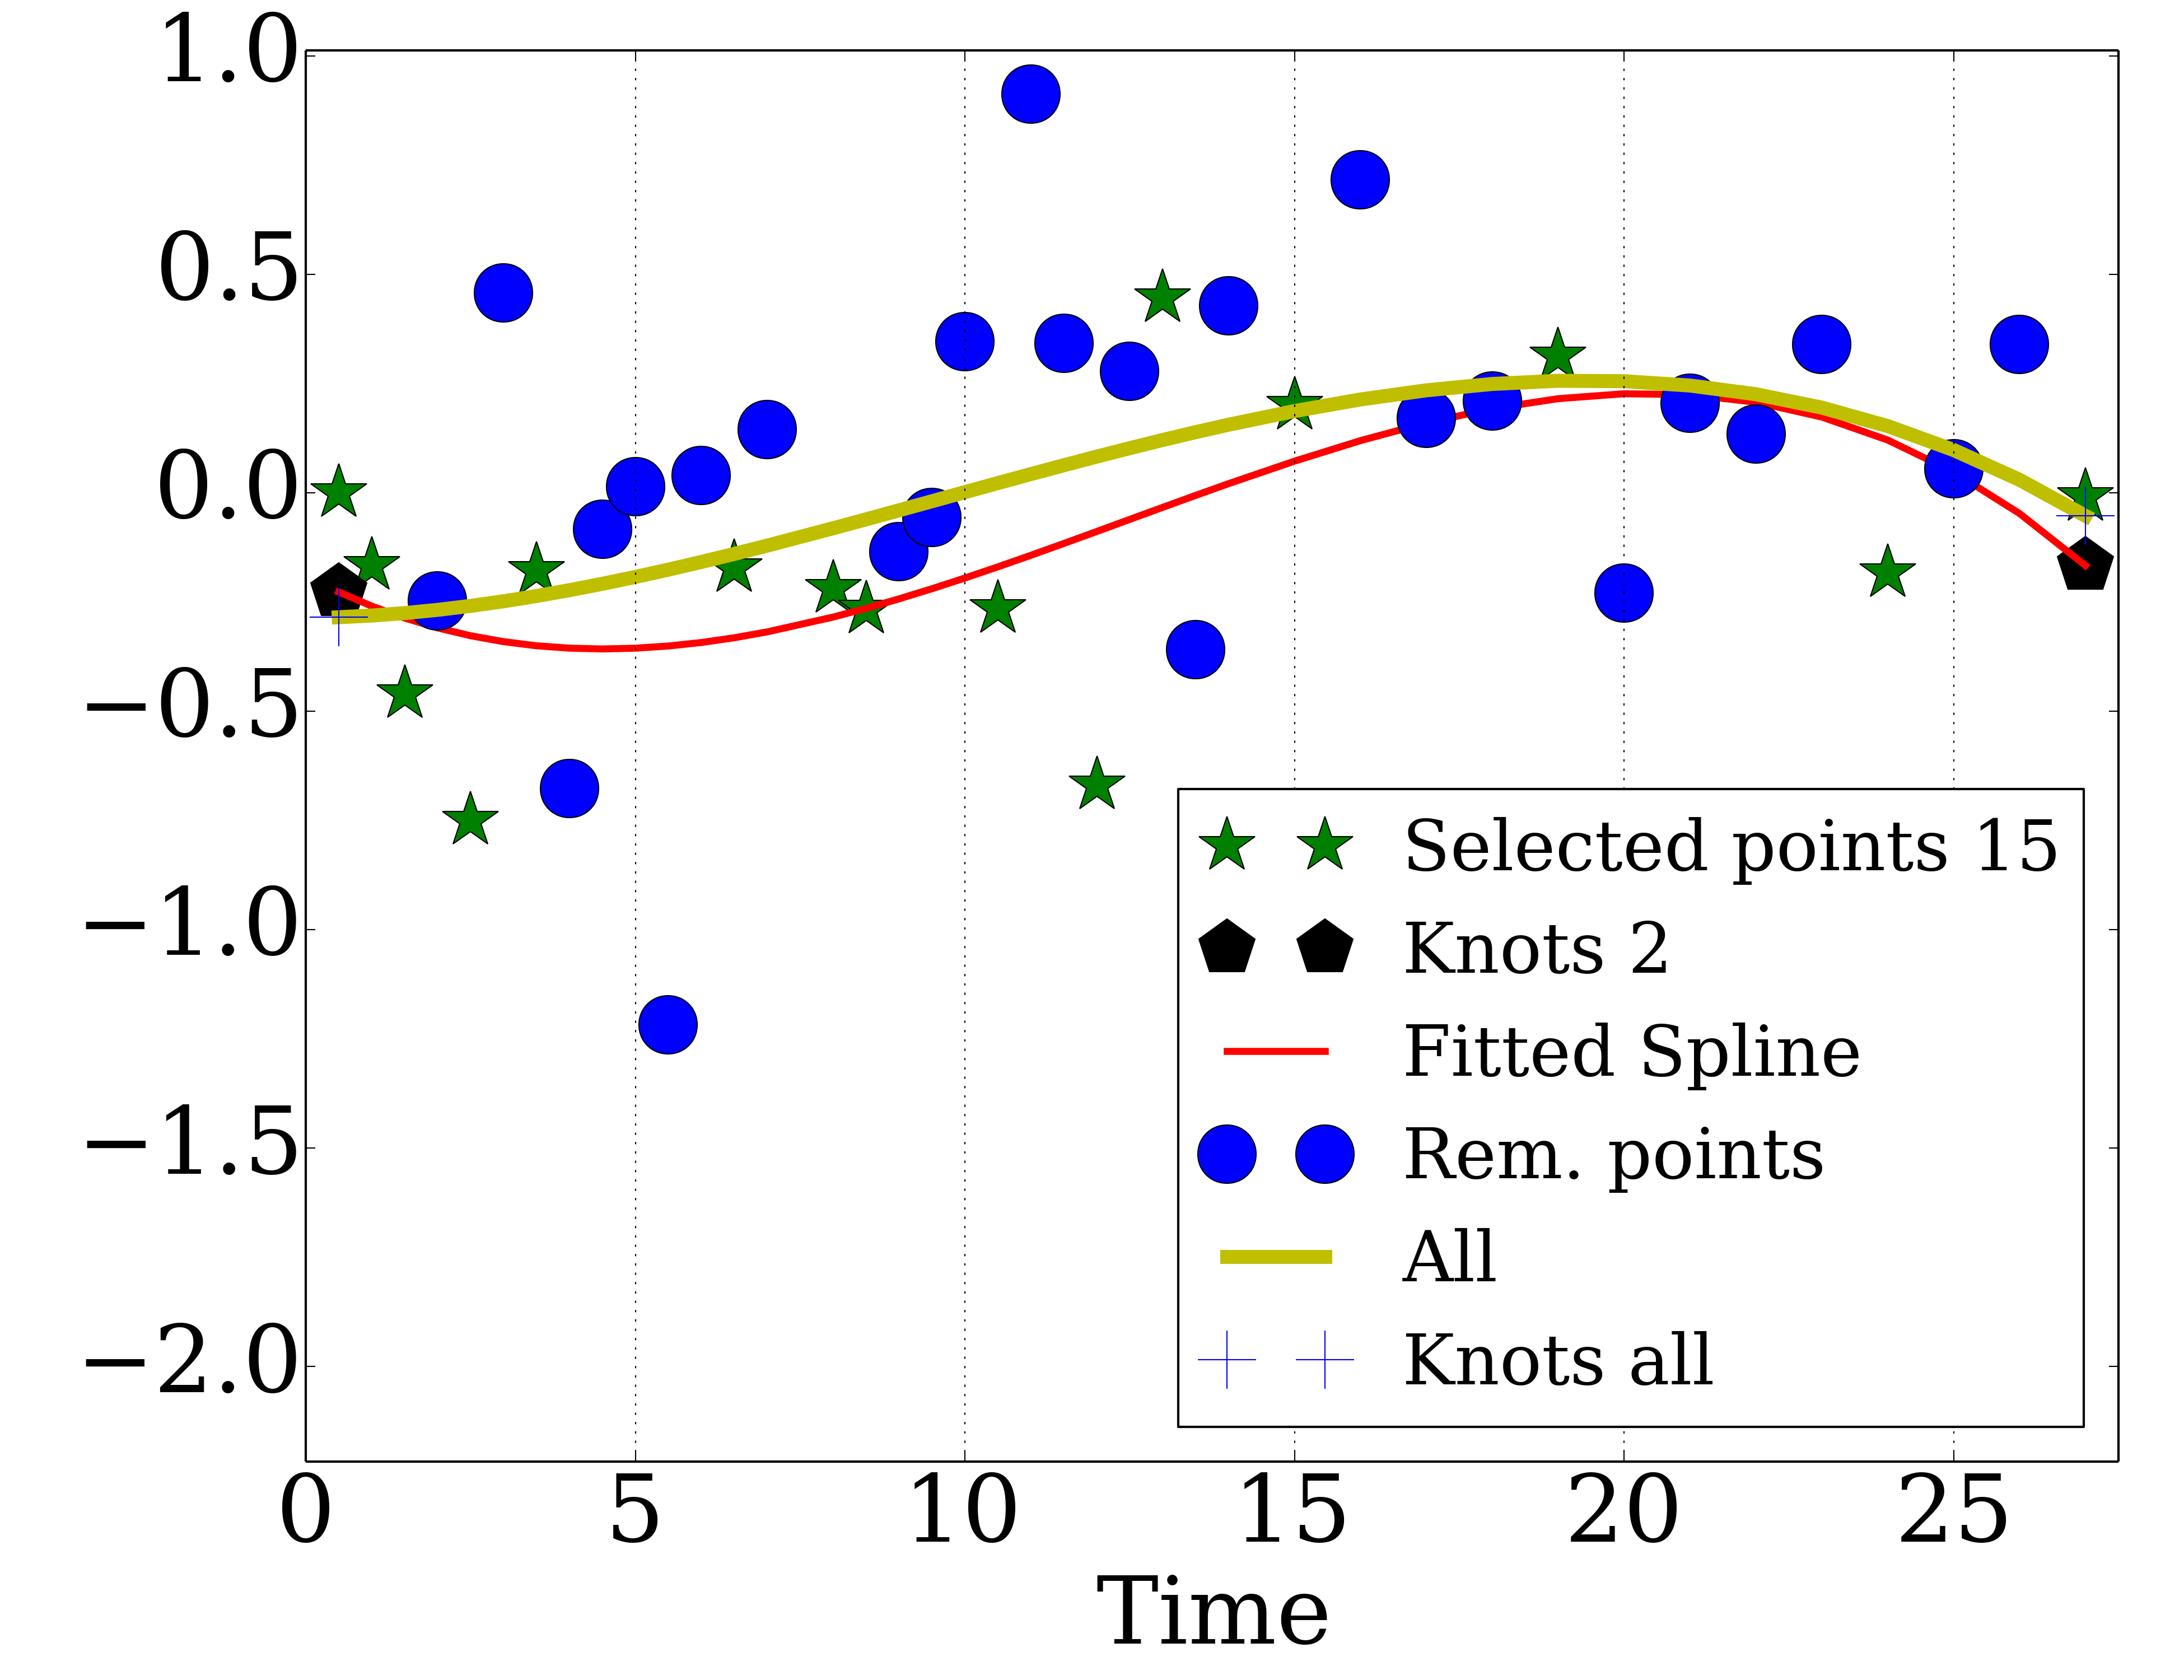 1.0
0.5
0.0
−0.5
−1.0
−1.5
−2.0
Selected points 15
Knots 2
Fitted Spline
Rem. points
All
Knots all
0 5 10 15 20 25
Time